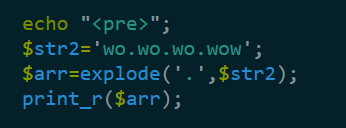 echo "<pre>";
$str2='wo.wo.wo.wow';
$arr=explode('.',$str2);
print_r($arr);